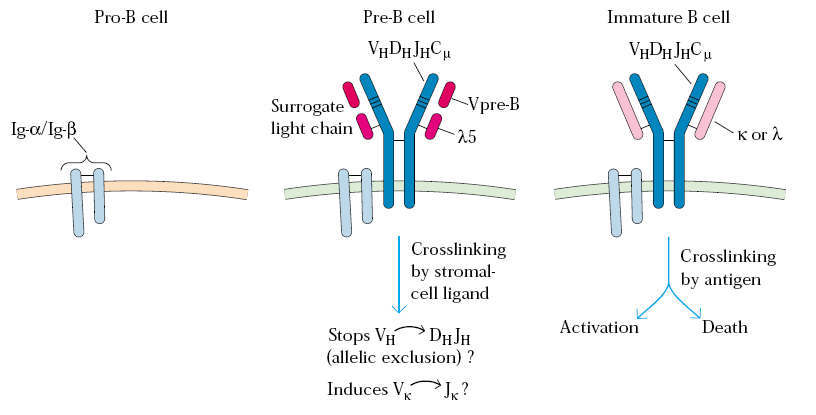 Pro-B cell
Ig-α/Ig-β
Pre-B cell
VHDHJHCμ
Surrogate
light chain
Vpre-B
λ5
Crosslinking
by stromal-
cell ligand
Stops VH DHJH
(allelic exclusion) ?
Induces Vκ Jκ?
Immature B cell
VHDHJHCμ
κ or λ
Crosslinking
by antigen
Activation
Death